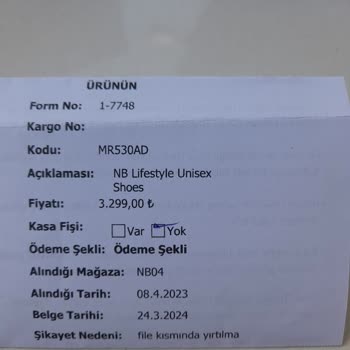 ÜRÜNÜN
Form No: 1-7748
Kargo No:
Kodu: MR530AD
Açıklaması: NB Lifestyle Unisex
Shoes
Fiyatı: 3.299,00 ₺
Kasa Fişi: Var Yok
Ödeme Şekli: Ödeme Şekli
Alındığı Mağaza: NB04
Alındığı Tarih: 08.4.2023
Belge Tarihi: 24.3.2024
Şikayet Nedeni: file kısmında yırtılma